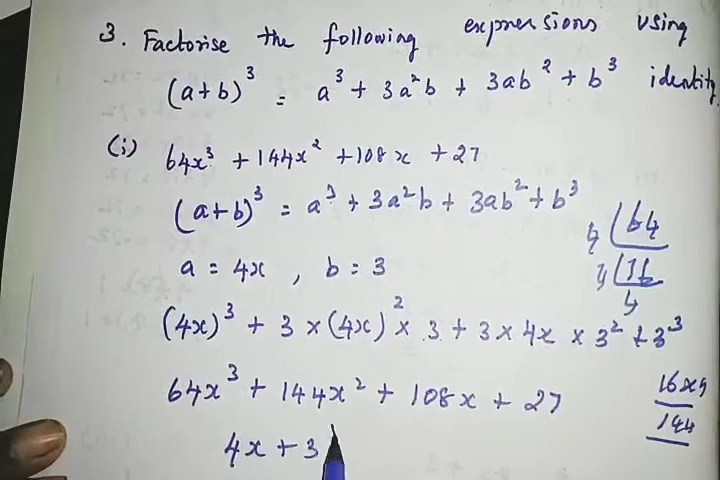 3. Factorise the following expressions using
(a+b)³ = a³ + 3a²b + 3ab² + b³ identity
(i) 64x³ + 144x² + 108x + 27
(a+b)³ = a³ + 3a²b + 3ab² + b³
a = 4x , b = 3
(4x)³ + 3 × (4x)² × 3 + 3 × 4x × 3² + 3³
64x³ + 144x² + 108x + 27
4x + 3
4 64
4 16
4
16x9
144